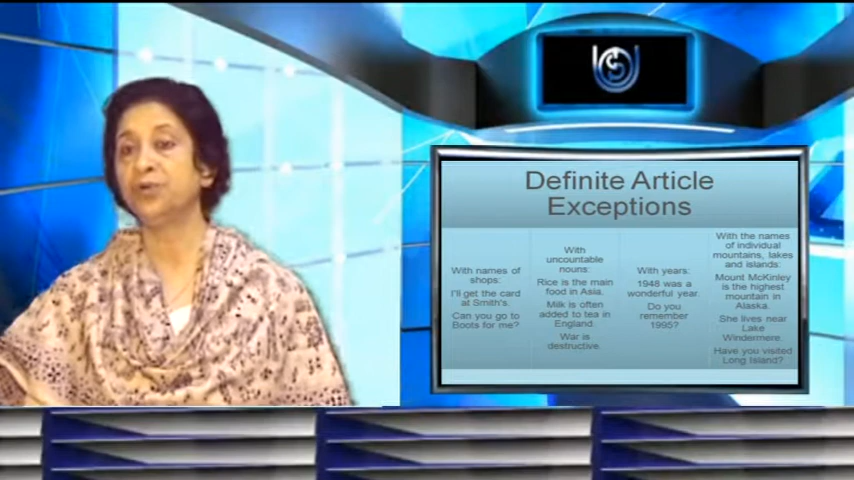 Definite Article
Exceptions
With names of
shops:
I'll get the card
at Smith's.
Can you go to
Boots for me?
With
uncountable
nouns:
Rice is the main
food in Asia.
Milk is often
added to tea in
England.
War is
destructive.
With years:
1948 was a
wonderful year.
Do you
remember
1995?
With the names
of individual
mountains, lakes
and islands:
Mount McKinley
is the highest
mountain in
Alaska.
She lives near
Lake
Windermere.
Have you visited
Long Island?